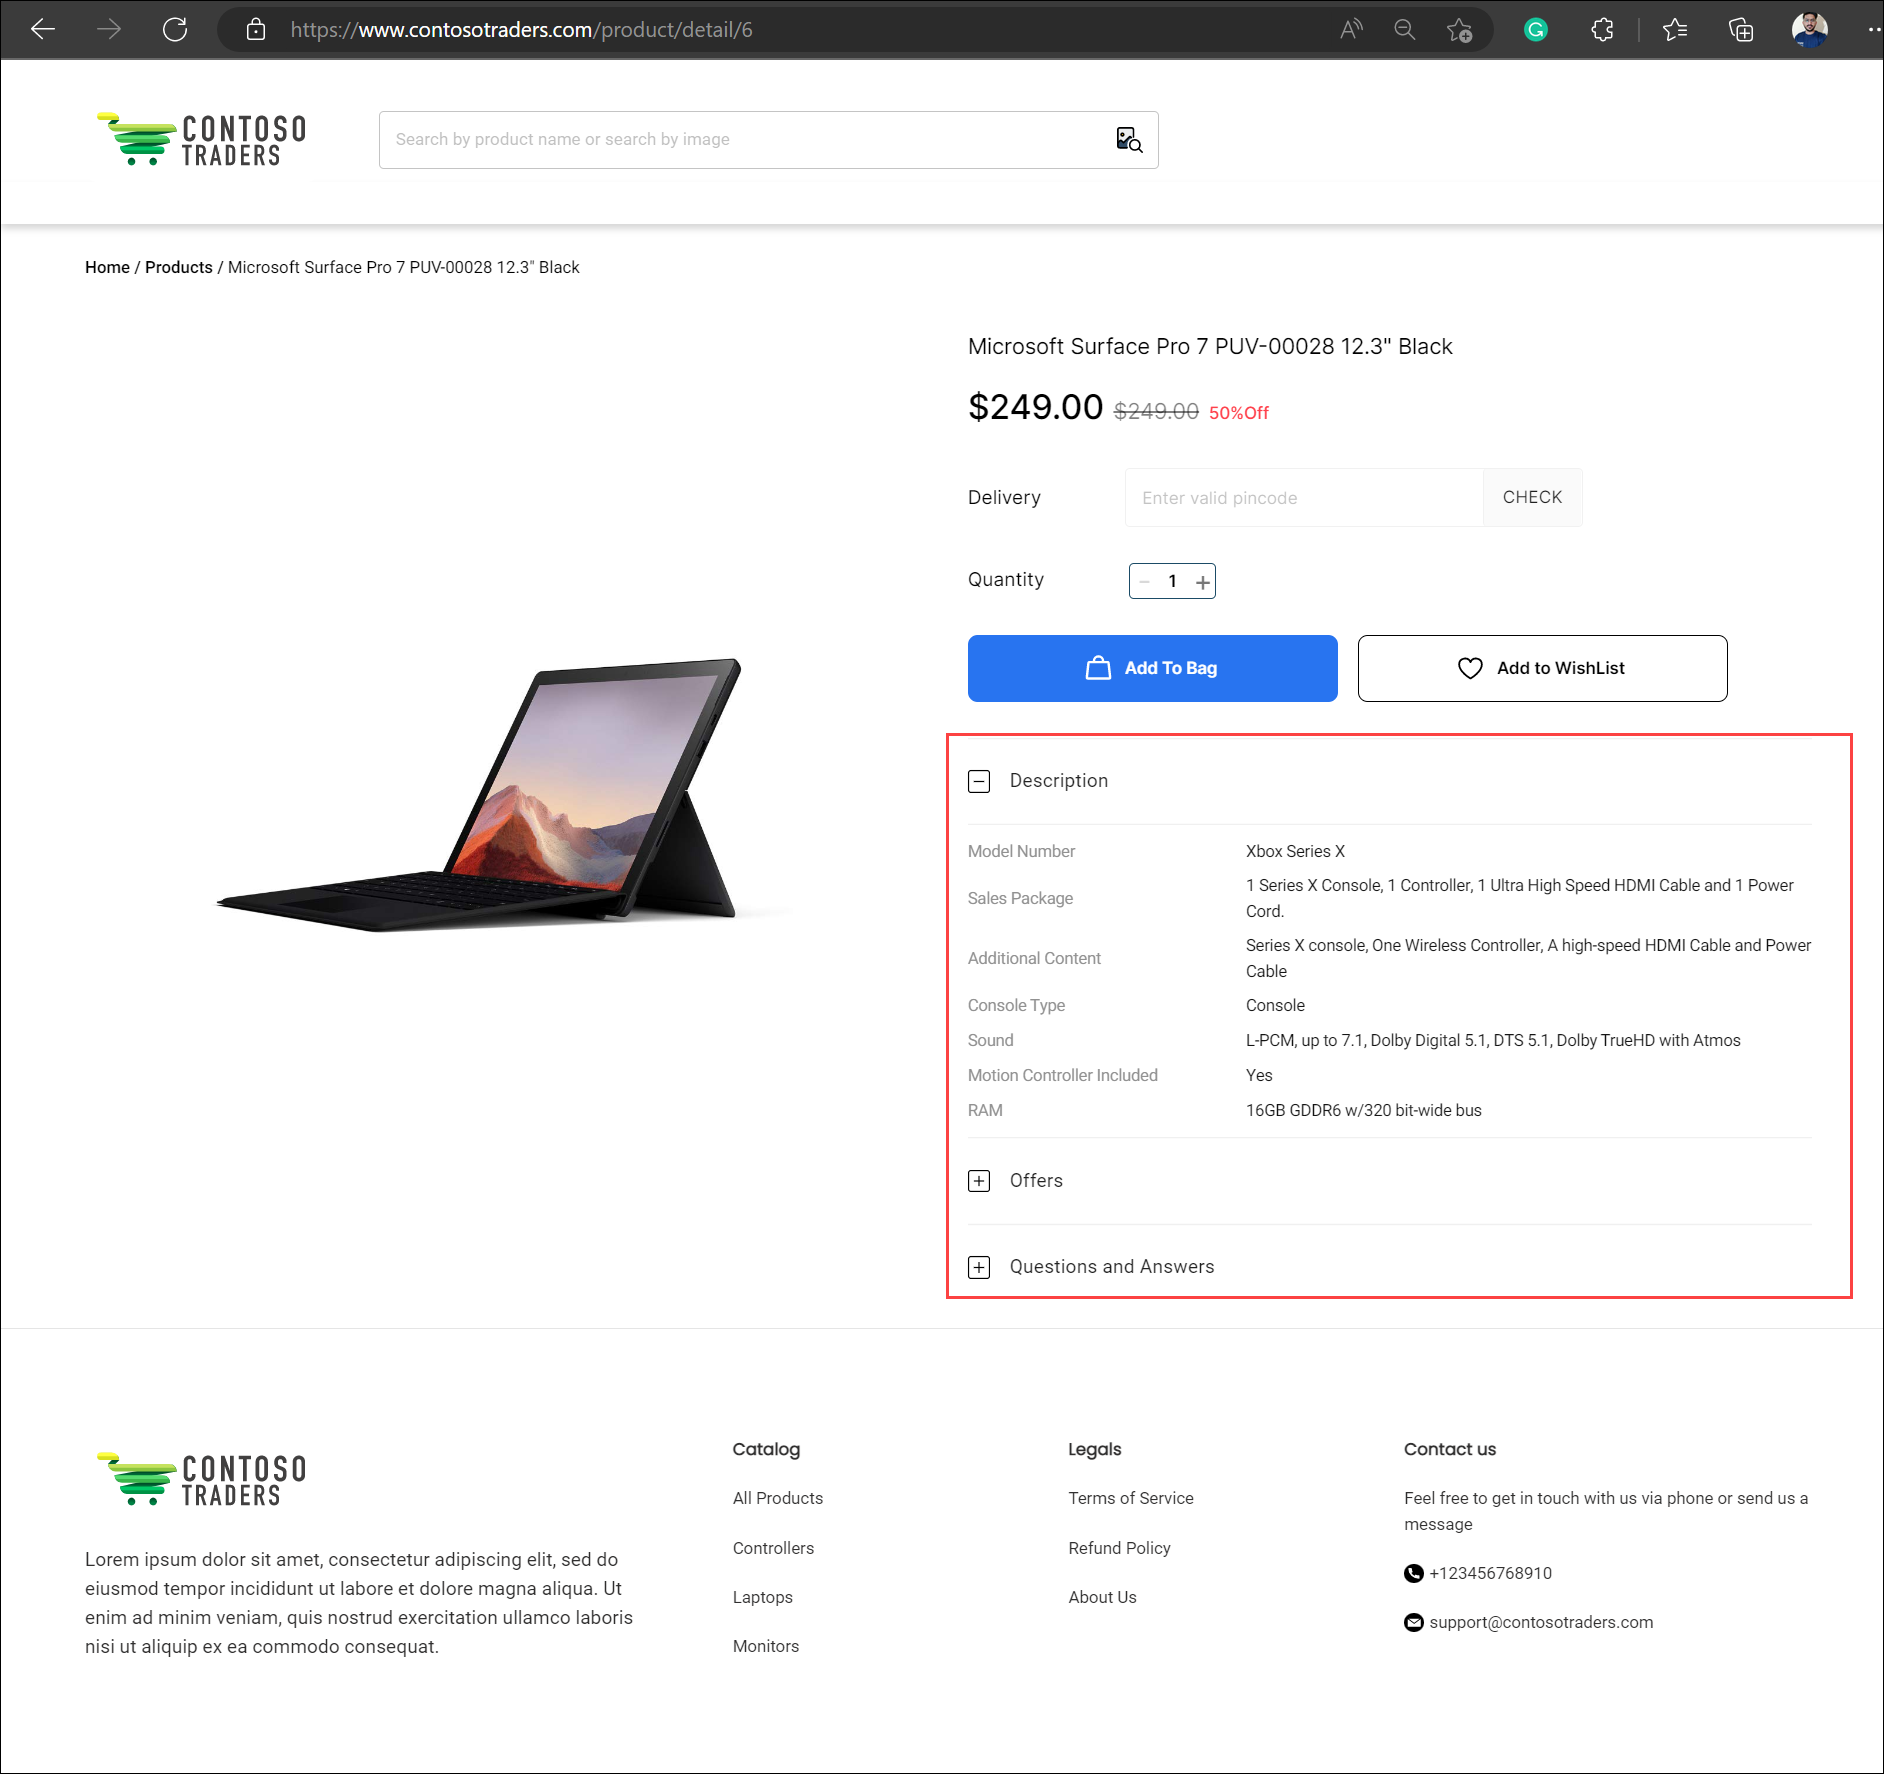 https://www.contosotraders.com/product/detail/6
CONTOSO
TRADERS
Search by product name or search by image
Home / Products / Microsoft Surface Pro 7 PUV-00028 12.3" Black
Microsoft Surface Pro 7 PUV-00028 12.3" Black
$249.00 $249.00 50%Off
Delivery
Enter valid pincode
CHECK
Quantity
1
Add To Bag
Add to WishList
Description
Model Number Xbox Series X
Sales Package 1 Series X Console, 1 Controller, 1 Ultra High Speed HDMI Cable and 1 Power
Cord.
Additional Content Series X console, One Wireless Controller, A high-speed HDMI Cable and Power
Cable
Console Type Console
Sound L-PCM, up to 7.1, Dolby Digital 5.1, DTS 5.1, Dolby TrueHD with Atmos
Motion Controller Included Yes
RAM 16GB GDDR6 w/320 bit-wide bus
Offers
Questions and Answers
CONTOSO
TRADERS
Lorem ipsum dolor sit amet, consectetur adipiscing elit, sed do
eiusmod tempor incididunt ut labore et dolore magna aliqua. Ut
enim ad minim veniam, quis nostrud exercitation ullamco laboris
nisi ut aliquip ex ea commodo consequat.
Catalog
All Products
Controllers
Laptops
Monitors
Legals
Terms of Service
Refund Policy
About Us
Contact us
Feel free to get in touch with us via phone or send us a
message
+123456768910
support@contosotraders.com